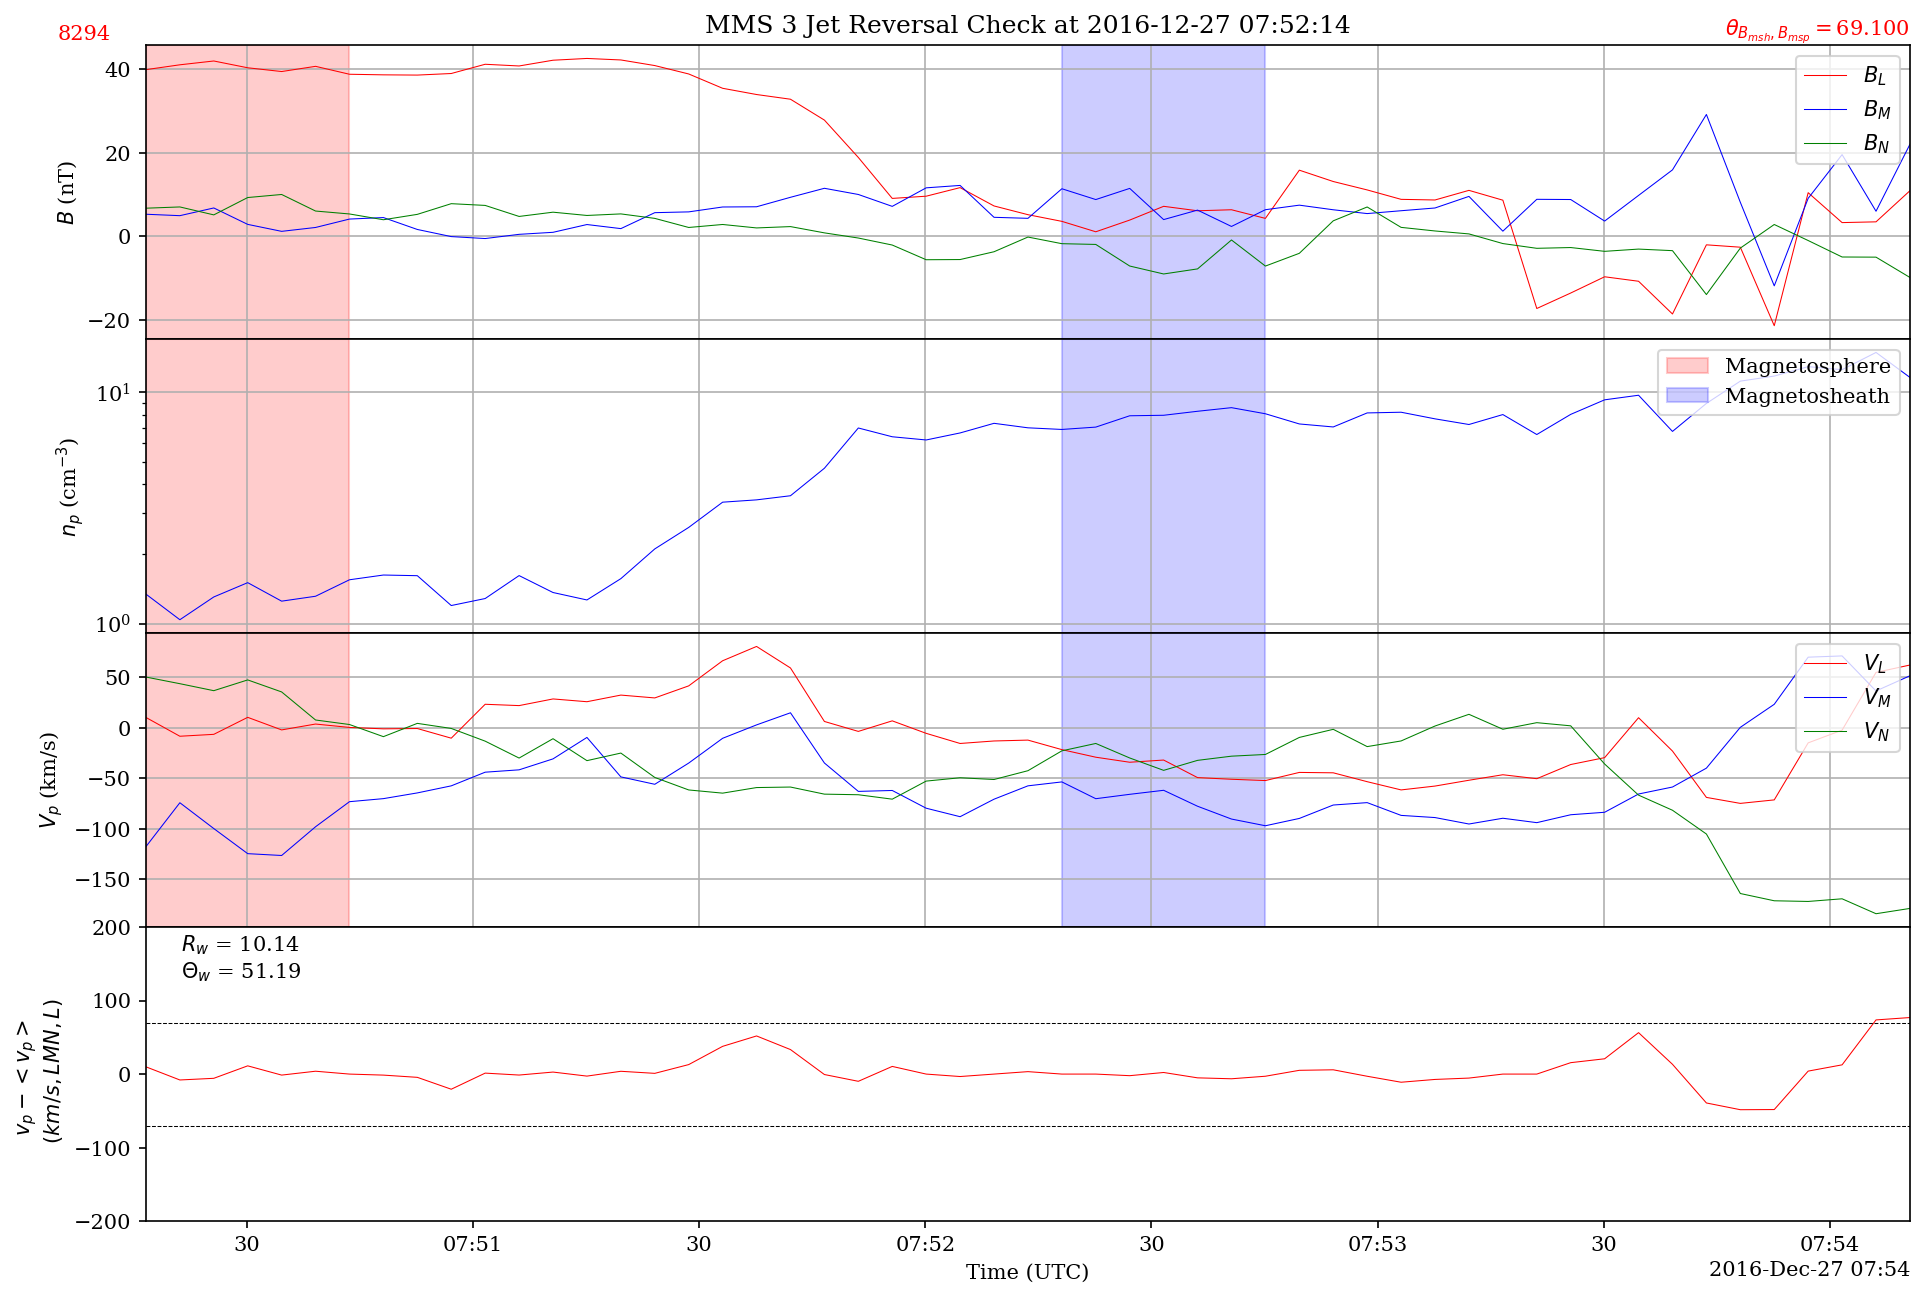 8294
MMS 3 Jet Reversal Check at 2016-12-27 07:52:14
θ_{B_{msh}, B_{msp}} = 69.100
40
20
0
−20
B (nT)
B_L
B_M
B_N
10^1
10^0
n_p (cm^{−3})
Magnetosphere
Magnetosheath
50
0
−50
−100
−150
V_p (km/s)
V_L
V_M
V_N
200
100
0
−100
−200
v_p − < v_p >
(km/s, LMN, L)
R_w = 10.14
Θ_w = 51.19
30
07:51
30
07:52
30
07:53
30
07:54
Time (UTC)
2016-Dec-27 07:54